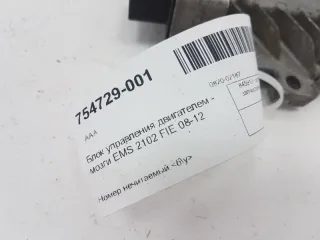 754729-001
AAA
Блок управления двигателем -
мозги EMS 2102 FIE 08-12
Номер нечитаемый <б\у>